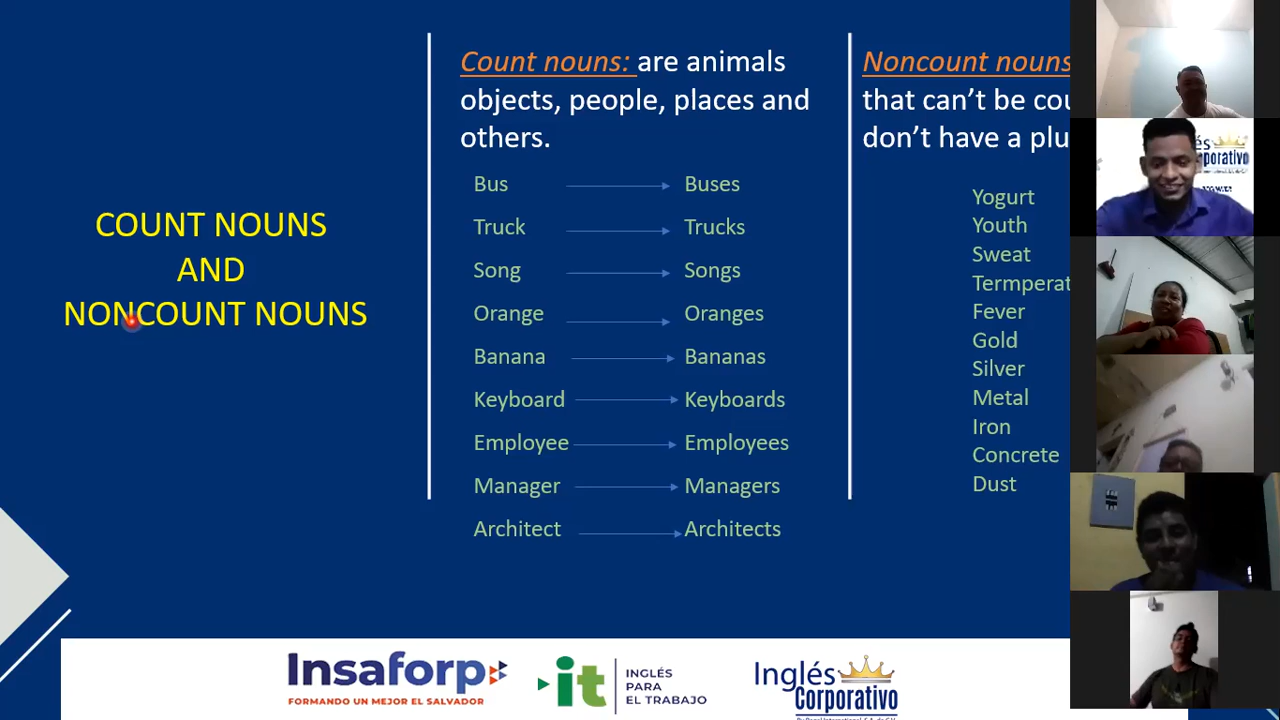 COUNT NOUNS
AND
NONCOUNT NOUNS
Count nouns: are animals
objects, people, places and
others.
Bus Buses
Truck Trucks
Song Songs
Orange Oranges
Banana Bananas
Keyboard Keyboards
Employee Employees
Manager Managers
Architect Architects
Noncount nouns
that can’t be cou
don’t have a plu
Yogurt
Youth
Sweat
Termperat
Fever
Gold
Silver
Metal
Iron
Concrete
Dust
Insaforp
FORMANDO UN MEJOR EL SALVADOR
it
INGLÉS
PARA
EL TRABAJO
Inglés
Corporativo